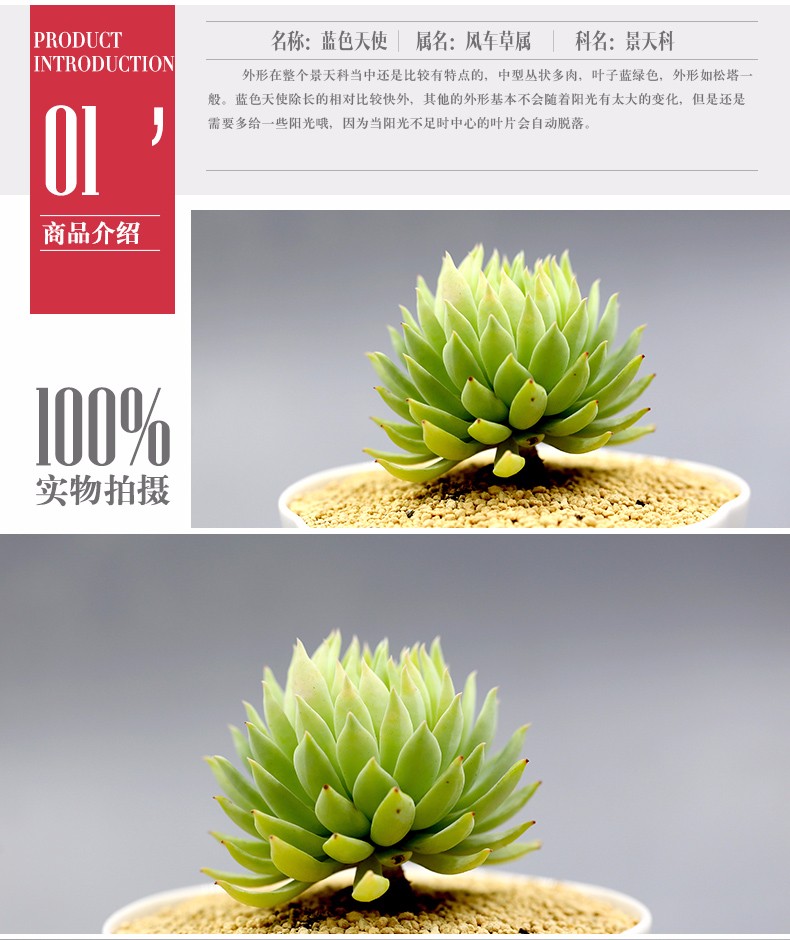 PRODUCT
INTRODUCTION
01’
商品介绍
名称：蓝色天使 属名：风车草属 科名：景天科
外形在整个景天科当中还是比较有特点的，中型丛状多肉，叶子蓝绿色，外形如松塔一
般。蓝色天使除长的相对比较快外，其他的外形基本不会随着阳光有太大的变化，但是还是
需要多给一些阳光哦，因为当阳光不足时中心的叶片会自动脱落。
100%
实物拍摄